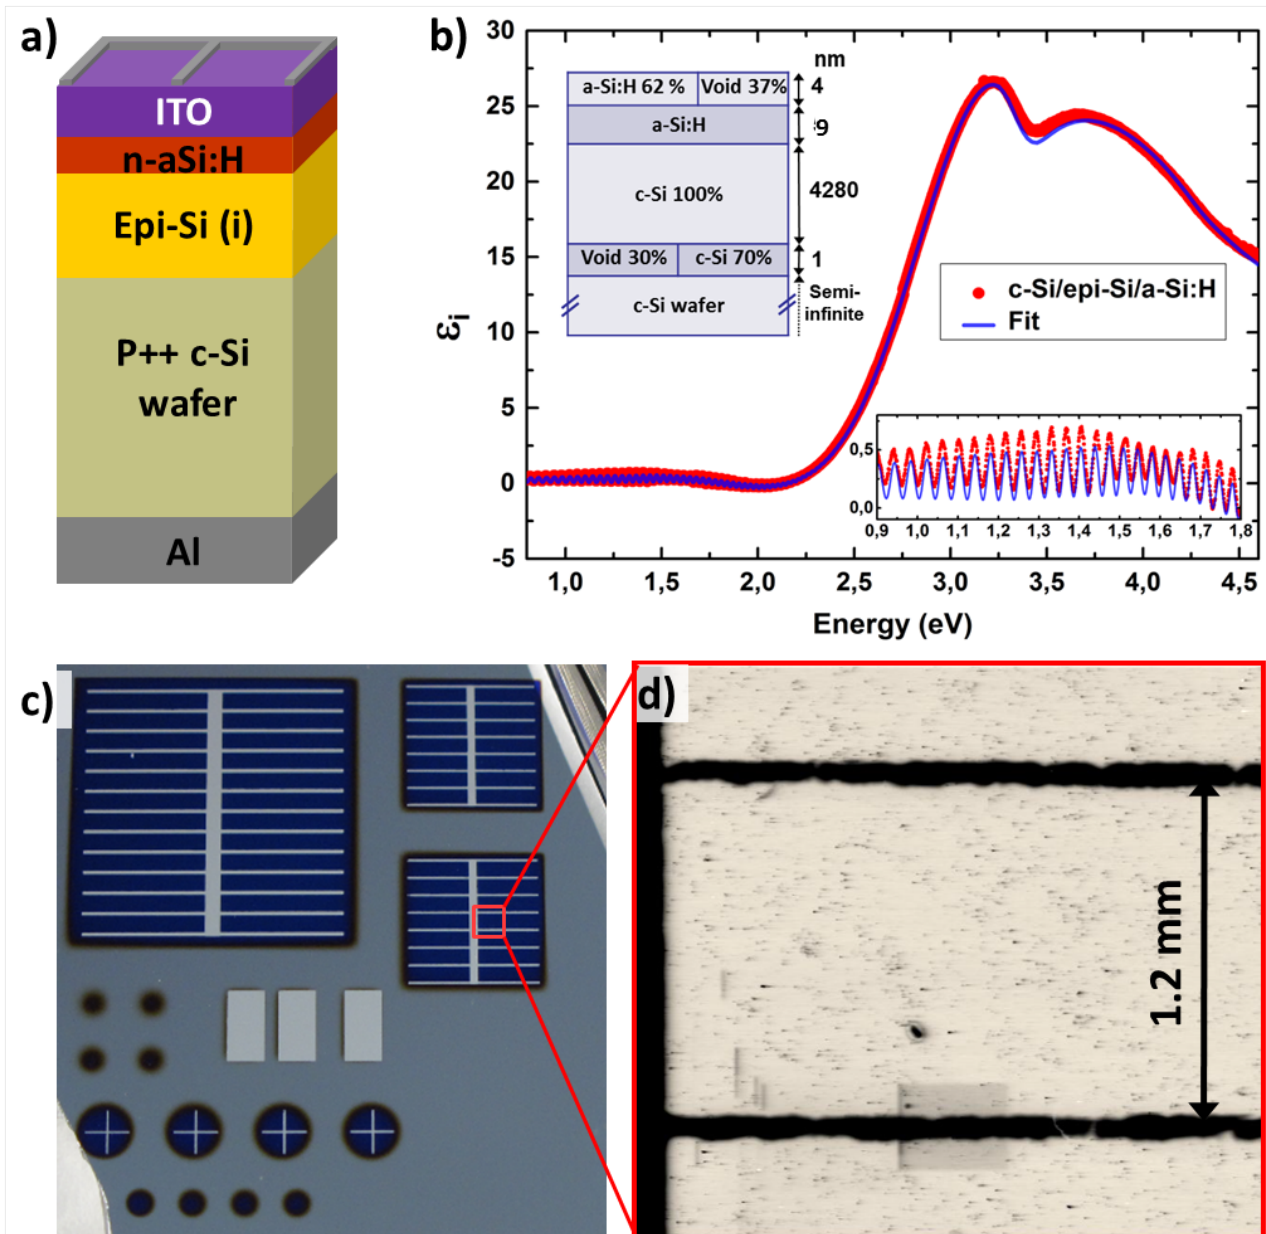 a)
ITO
n-aSi:H
Epi-Si (i)
P++ c-Si
wafer
Al
b)
30
25
20
15
10
5
0
-5
εi
1,0 1,5 2,0 2,5 3,0 3,5 4,0 4,5
Energy (eV)
nm
a-Si:H 62 % Void 37% 4
a-Si:H 9
c-Si 100% 4280
Void 30% c-Si 70% 1
c-Si wafer
Semi-
infinite
c-Si/epi-Si/a-Si:H
Fit
0,5
0,0
0,9 1,0 1,1 1,2 1,3 1,4 1,5 1,6 1,7 1,8
c)
d)
1.2 mm